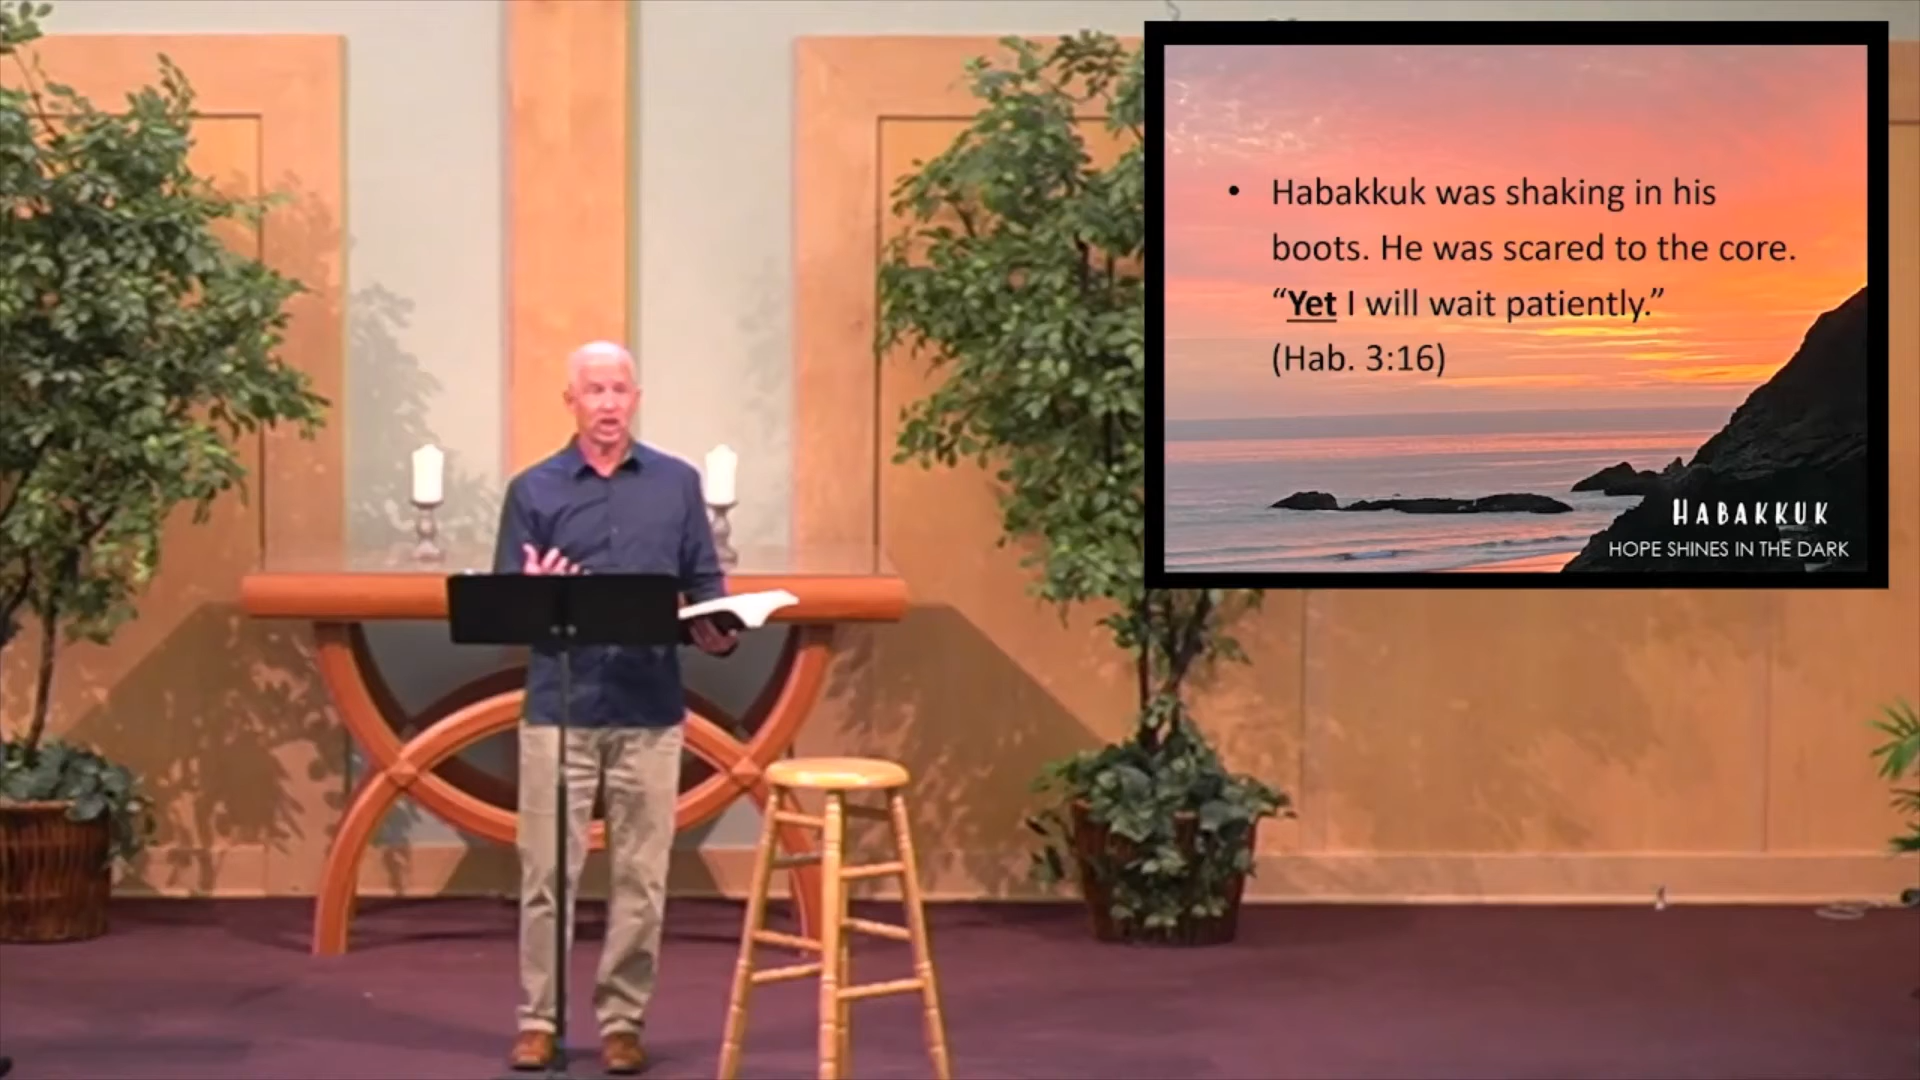 • Habakkuk was shaking in his
boots. He was scared to the core.
“Yet I will wait patiently.”
(Hab. 3:16)
HABAKKUK
HOPE SHINES IN THE DARK